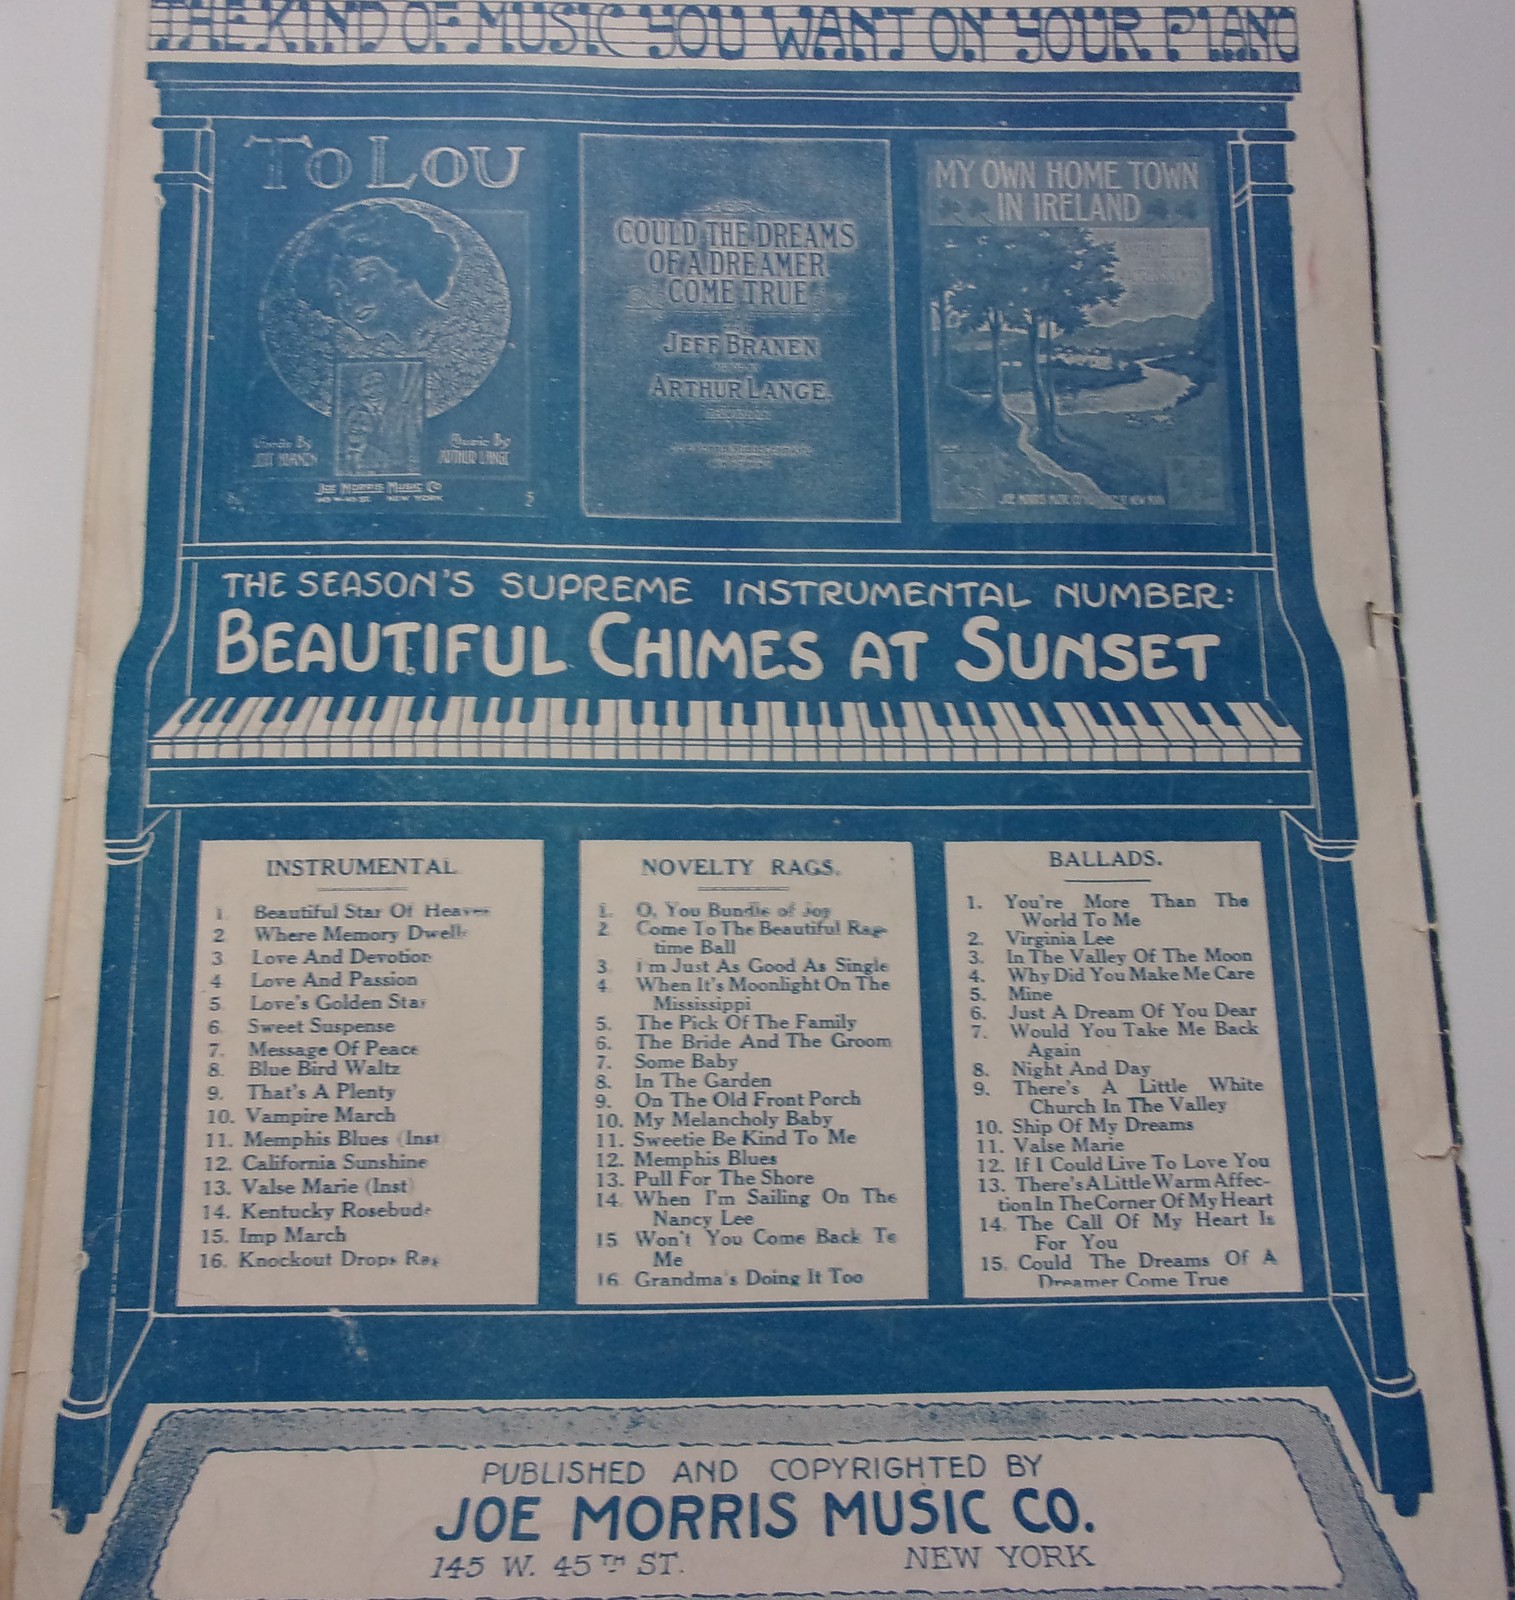 THE KIND OF MUSIC YOU WANT ON YOUR PIANO
TO LOU
Words By
Music By
ARTHUR LANGE
JOE MORRIS MUSIC CO
NEW YORK
5
COULD THE DREAMS
OF A DREAMER
COME TRUE
JEFF BRANEN
ARTHUR LANGE.
MY OWN HOME TOWN
IN IRELAND
JOE MORRIS MUSIC CO NEW YORK
THE SEASON'S SUPREME INSTRUMENTAL NUMBER:
BEAUTIFUL CHIMES AT SUNSET
INSTRUMENTAL
1 Beautiful Star Of Heaven
2 Where Memory Dwells
3 Love And Devotion
4 Love And Passion
5. Love's Golden Star
6. Sweet Suspense
7. Message Of Peace
8. Blue Bird Waltz
9. That's A Plenty
10. Vampire March
11. Memphis Blues (Inst)
12. California Sunshine
13. Valse Marie (Inst)
14. Kentucky Rosebuds
15. Imp March
16. Knockout Drops Rag
NOVELTY RAGS.
1. O, You Bundle of Joy
2 Come To The Beautiful Rag-
time Ball
3 I'm Just As Good As Single
4. When It's Moonlight On The
Mississippi
5. The Pick Of The Family
6. The Bride And The Groom
7. Some Baby
8. In The Garden
9. On The Old Front Porch
10. My Melancholy Baby
11. Sweetie Be Kind To Me
12. Memphis Blues
13. Pull For The Shore
14. When I'm Sailing On The
Nancy Lee
15 Won't You Come Back To
Me
16 Grandma's Doing It Too
BALLADS.
1. You're More Than The
World To Me
2. Virginia Lee
3. In The Valley Of The Moon
4. Why Did You Make Me Care
5. Mine
6. Just A Dream Of You Dear
7. Would You Take Me Back
Again
8. Night And Day
9. There's A Little White
Church In The Valley
10. Ship Of My Dreams
11. Valse Marie
12. If I Could Live To Love You
13. There's A Little Warm Affec-
tion In The Corner Of My Heart
14. The Call Of My Heart Is
For You
15. Could The Dreams Of A
Dreamer Come True
PUBLISHED AND COPYRIGHTED BY
JOE MORRIS MUSIC CO.
145 W. 45TH ST. NEW YORK